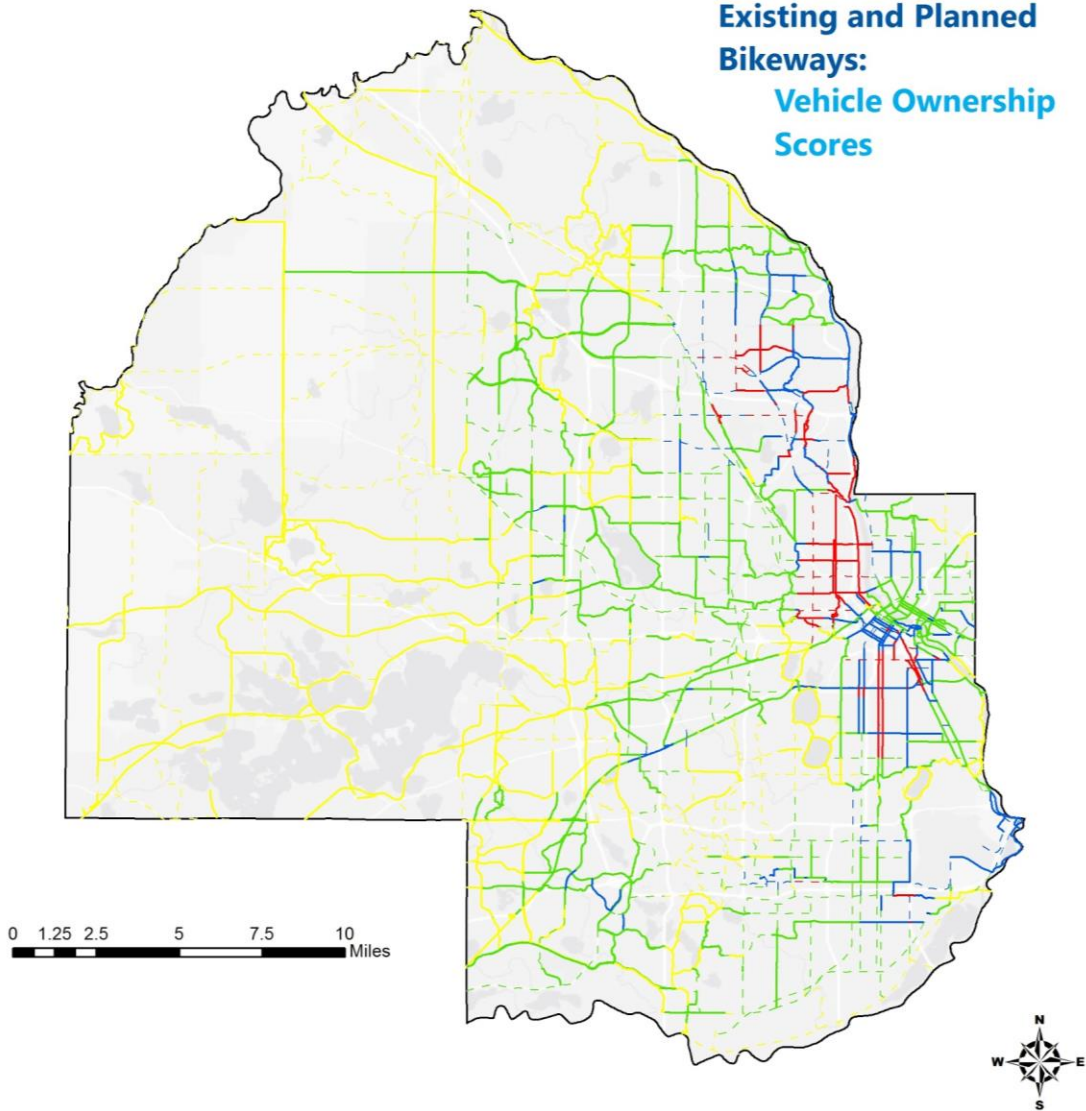 Existing and Planned
Bikeways:
Vehicle Ownership
Scores
0 1.25 2.5 5 7.5 10
Miles
N
W E
S